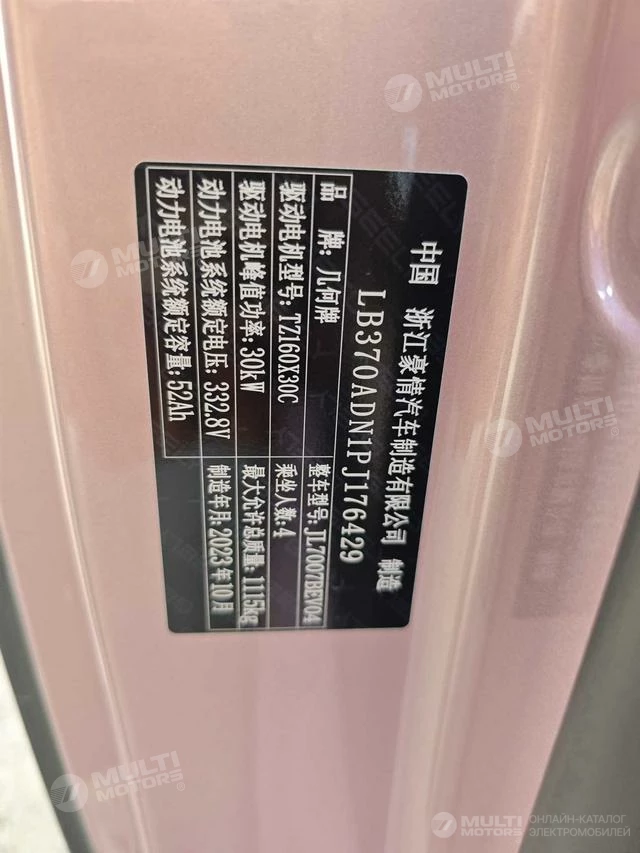 中国 浙江豪情汽车制造有限公司 制造
LB370ADN1PJ176429
品 牌:几何牌 整车型号:JL7007BEV04
驱动电机型号:TZ160X30C 乘坐人数:4
驱动电机峰值功率:30kW 最大允许总质量:1115kg
动力电池系统额定电压:332.8V 制造年月:2023年10月
动力电池系统额定容量:52Ah
MULTI
MOTORS®
MULTI
MOTORS®
MULTI
MOTORS®
MULTI
MOTORS®
MULTI
MOTORS®
MULTI
MOTORS®
ОНЛАЙН-КАТАЛОГ
ЭЛЕКТРОМОБИЛЕЙ